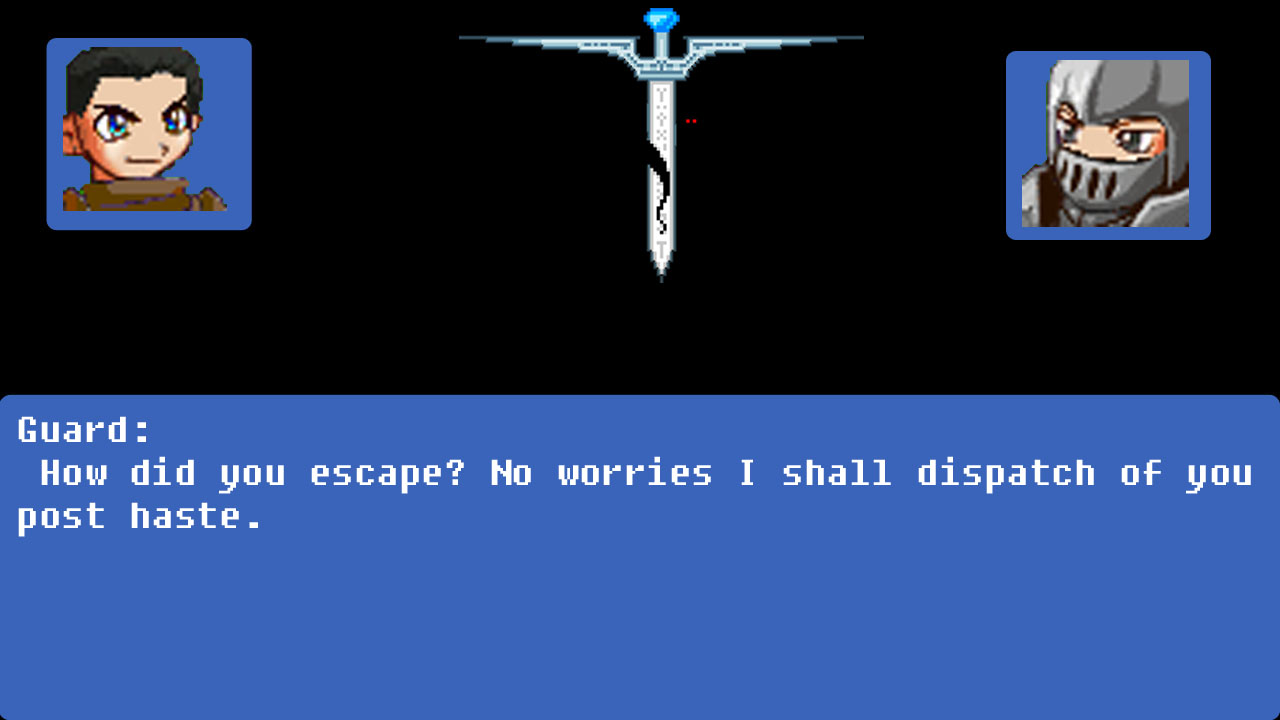 Guard:
How did you escape? No worries I shall dispatch of you
post haste.